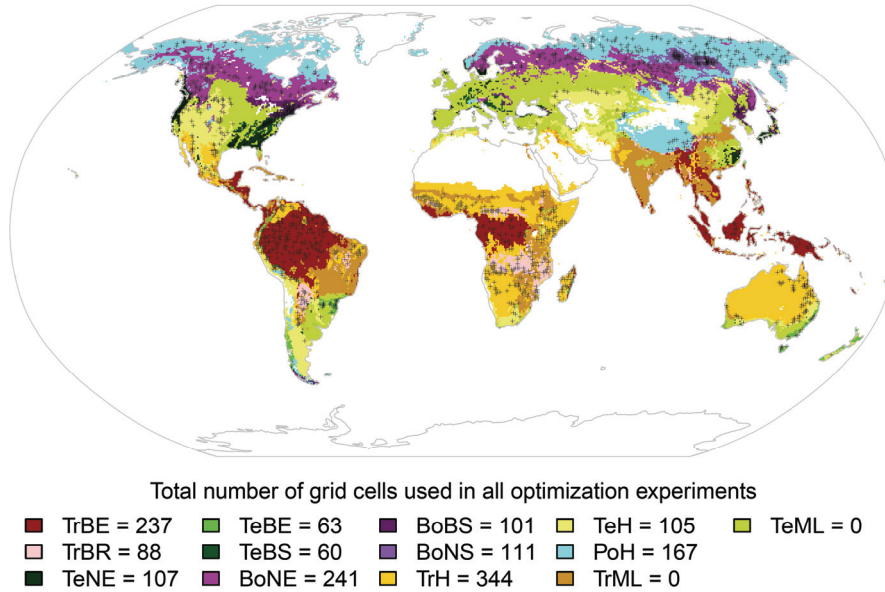 Total number of grid cells used in all optimization experiments
TrBE = 237 TeBE = 63 BoBS = 101 TeH = 105 TeML = 0
TrBR = 88 TeBS = 60 BoNS = 111 PoH = 167
TeNE = 107 BoNE = 241 TrH = 344 TrML = 0